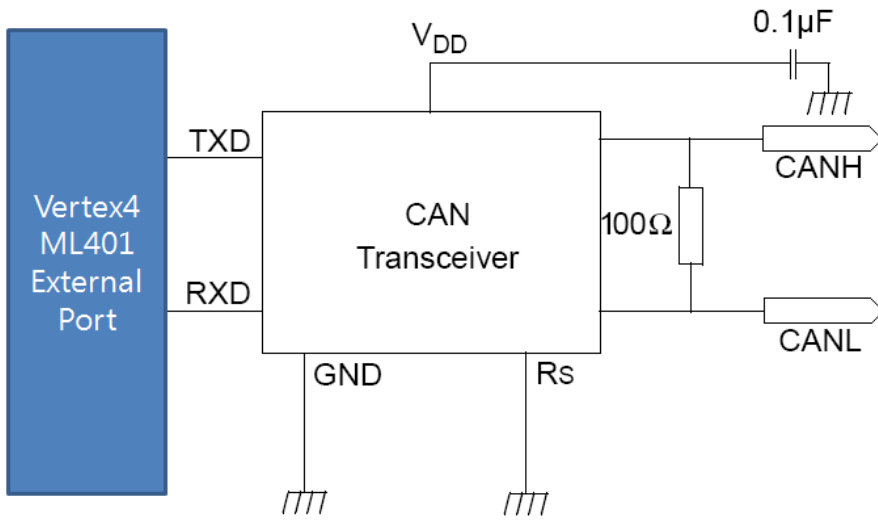 0.1µF
VDD
TXD
CANH
Vertex4
ML401
External
Port
CAN
Transceiver
100Ω
RXD
CANL
GND
Rs